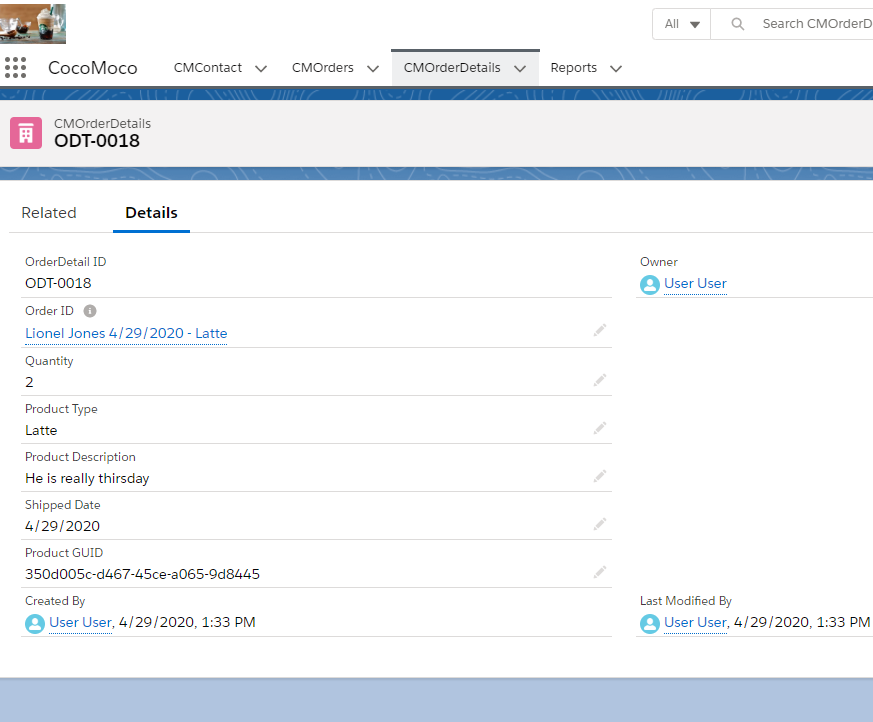 All
Search CMOrderD
CocoMoco
CMContact
CMOrders
CMOrderDetails
Reports
CMOrderDetails
ODT-0018
Related
Details
OrderDetail ID
ODT-0018
Owner
User User
Order ID
Lionel Jones 4/29/2020 - Latte
Quantity
2
Product Type
Latte
Product Description
He is really thirsday
Shipped Date
4/29/2020
Product GUID
350d005c-d467-45ce-a065-9d8445
Created By
User User, 4/29/2020, 1:33 PM
Last Modified By
User User, 4/29/2020, 1:33 PM